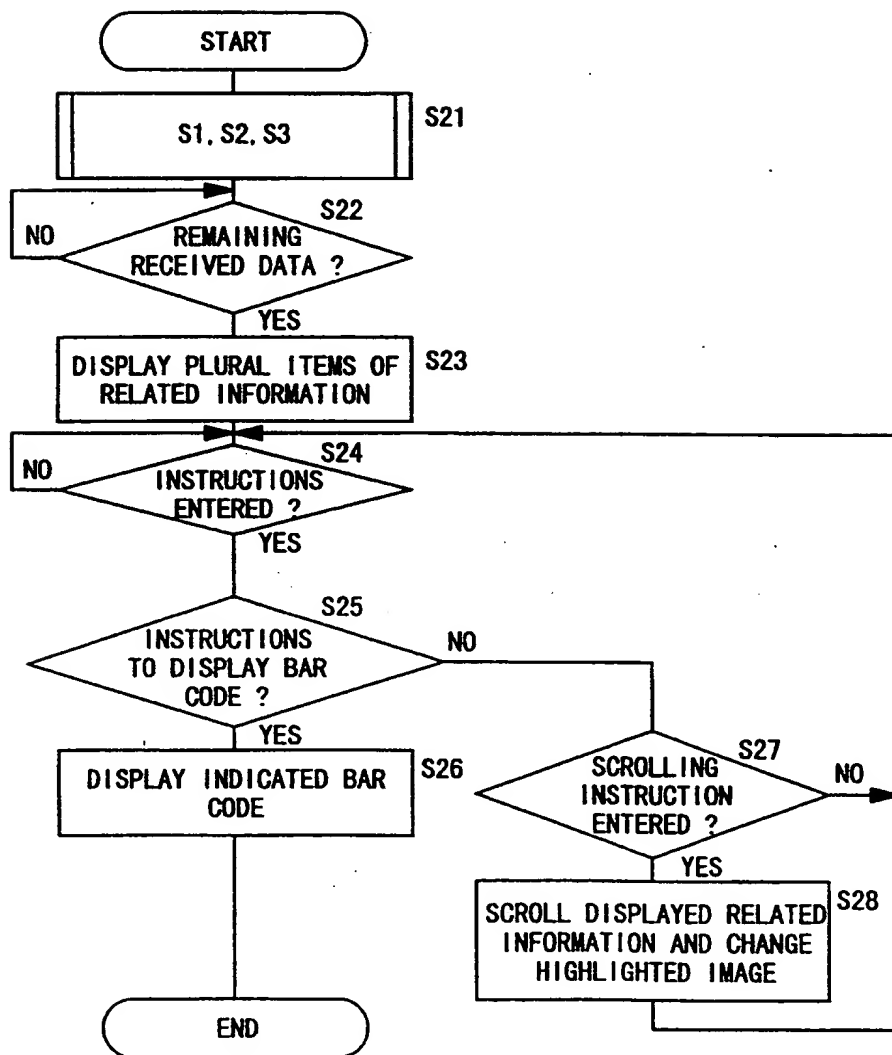 START
S1, S2, S3
S21
S22
NO
REMAINING
RECEIVED DATA ?
YES
DISPLAY PLURAL ITEMS OF
RELATED INFORMATION
S23
S24
NO
INSTRUCTIONS
ENTERED ?
YES
S25
INSTRUCTIONS
TO DISPLAY BAR
CODE ?
NO
YES
DISPLAY INDICATED BAR
CODE
S26
S27
SCROLLING
INSTRUCTION
ENTERED ?
NO
YES
S28
SCROLL DISPLAYED RELATED
INFORMATION AND CHANGE
HIGHLIGHTED IMAGE
END